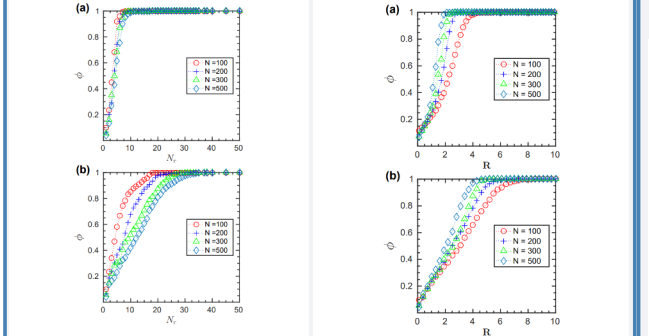 (a)
φ
1
0.8
0.6
0.4
0.2
N =100
N =200
N =300
N =500
0 10 20 30 40 50
N_r
(b)
φ
1
0.8
0.6
0.4
0.2
N =100
N =200
N =300
N =500
0 10 20 30 40 50
N_r
(a)
φ
1
0.8
0.6
0.4
0.2
N = 100
N = 200
N = 300
N = 500
0 2 4 6 8 10
R
(b)
φ
1
0.8
0.6
0.4
0.2
N = 100
N = 200
N = 300
N = 500
0 2 4 6 8 10
R